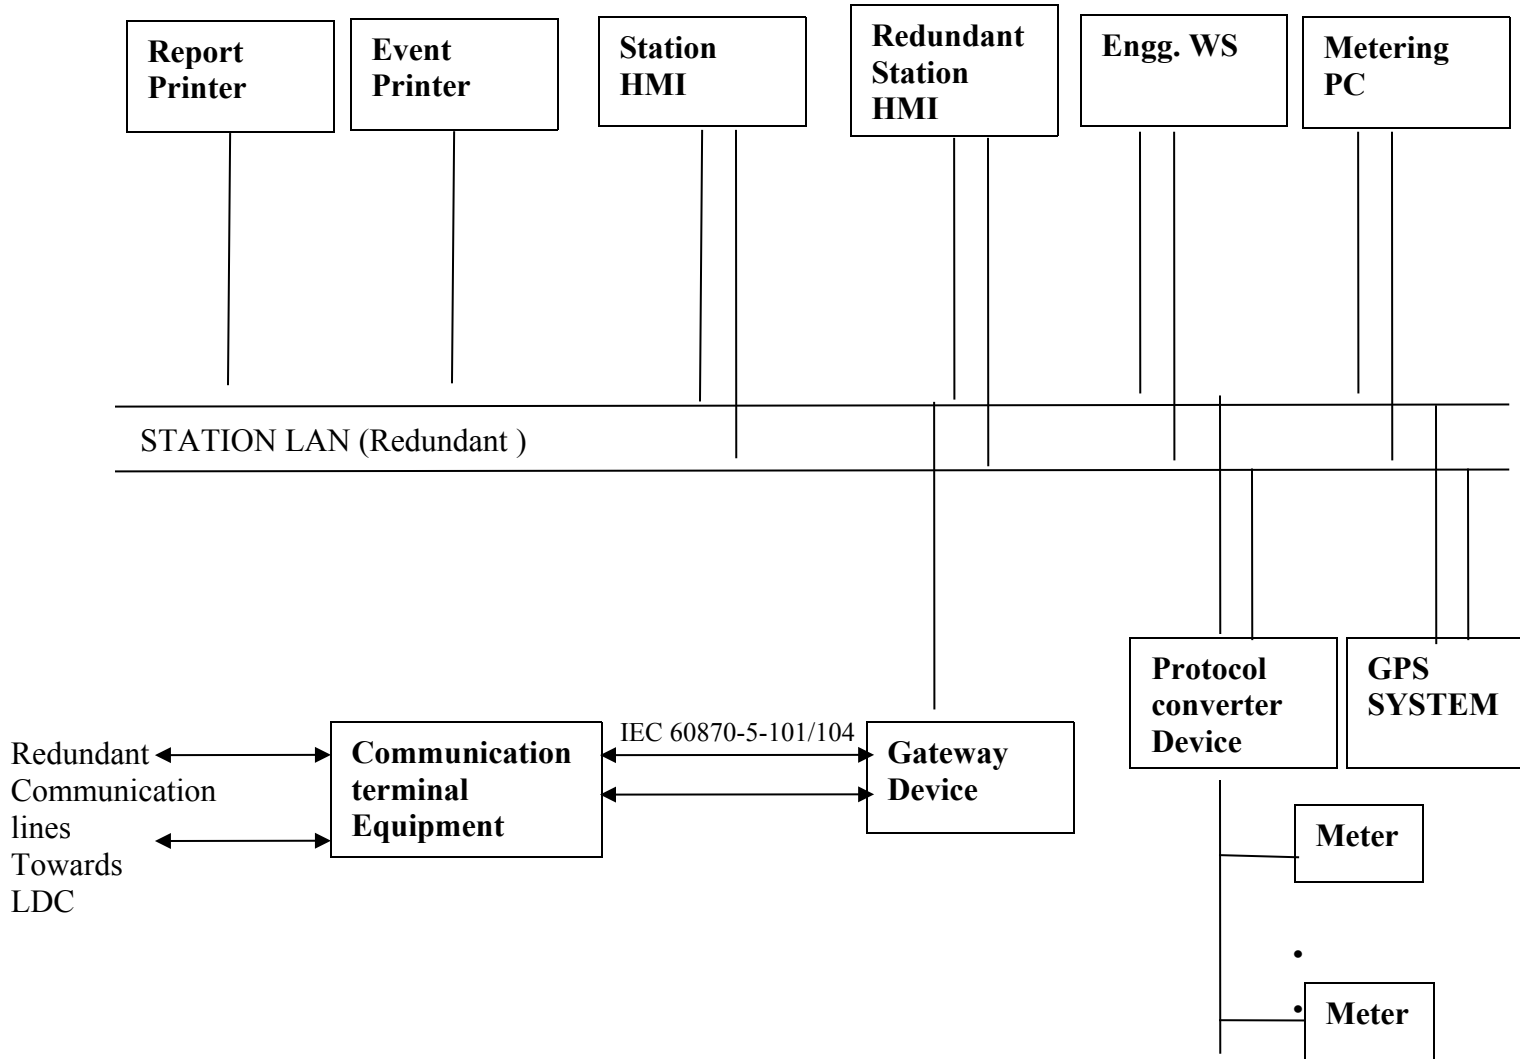 Report
Printer
Event
Printer
Station
HMI
Redundant
Station
HMI
Engg. WS
Metering
PC
STATION LAN (Redundant )
Protocol
converter
Device
GPS
SYSTEM
Redundant
Communication
lines
Towards
LDC
Communication
terminal
Equipment
IEC 60870-5-101/104
Gateway
Device
Meter
•
•
Meter